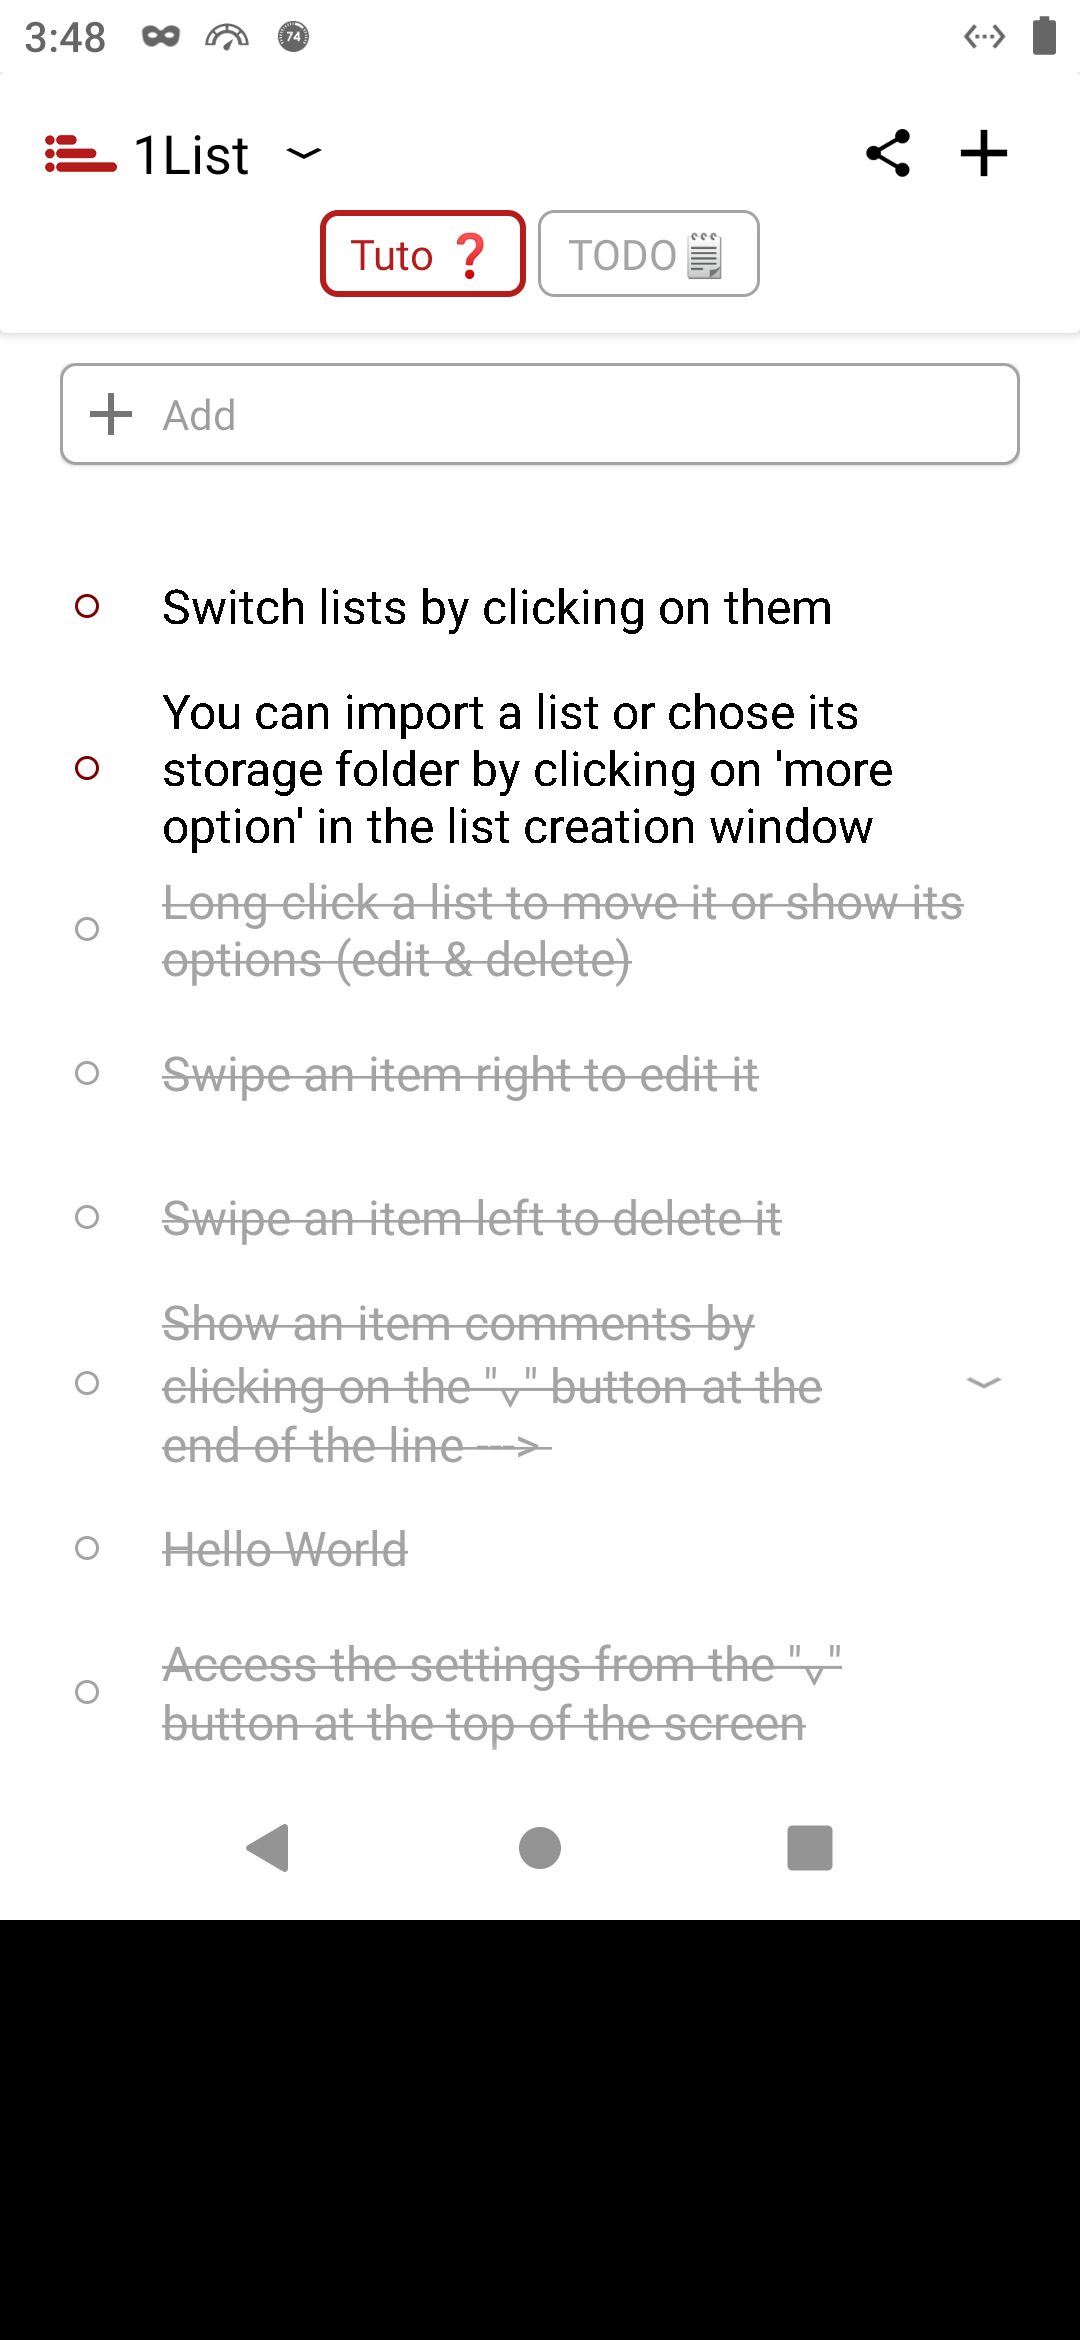 3:48
74
1List
Tuto ❓
TODO🗒
Add
Switch lists by clicking on them
You can import a list or chose its
storage folder by clicking on 'more
option' in the list creation window
Long click a list to move it or show its
options (edit & delete)
Swipe an item right to edit it
Swipe an item left to delete it
Show an item comments by
clicking on the "⌄" button at the
end of the line --->
Hello World
Access the settings from the "⌄"
button at the top of the screen